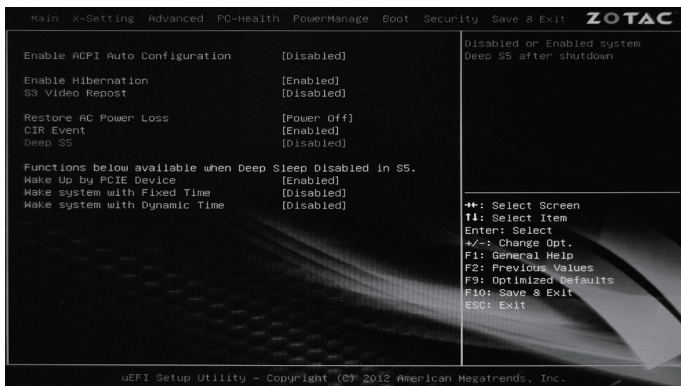 Main X-Setting Advanced PC-Health PowerManage Boot Security Save & Exit ZOTAC
Enable ACPI Auto Configuration [Disabled]
Enable Hibernation [Enabled]
S3 Video Repost [Disabled]
Restore AC Power Loss [Power Off]
CIR Event [Enabled]
Deep S5 [Disabled]
Functions below available when Deep Sleep Disabled in S5.
Wake Up by PCIE Device [Enabled]
Wake system with Fixed Time [Disabled]
Wake system with Dynamic Time [Disabled]
Disabled or Enabled system
Deep S5 after shutdown
→←: Select Screen
↑↓: Select Item
Enter: Select
+/-: Change Opt.
F1: General Help
F2: Previous Values
F9: Optimized Defaults
F10: Save & Exit
ESC: Exit
uEFI Setup Utility - Copyright (C) 2012 American Megatrends, Inc.